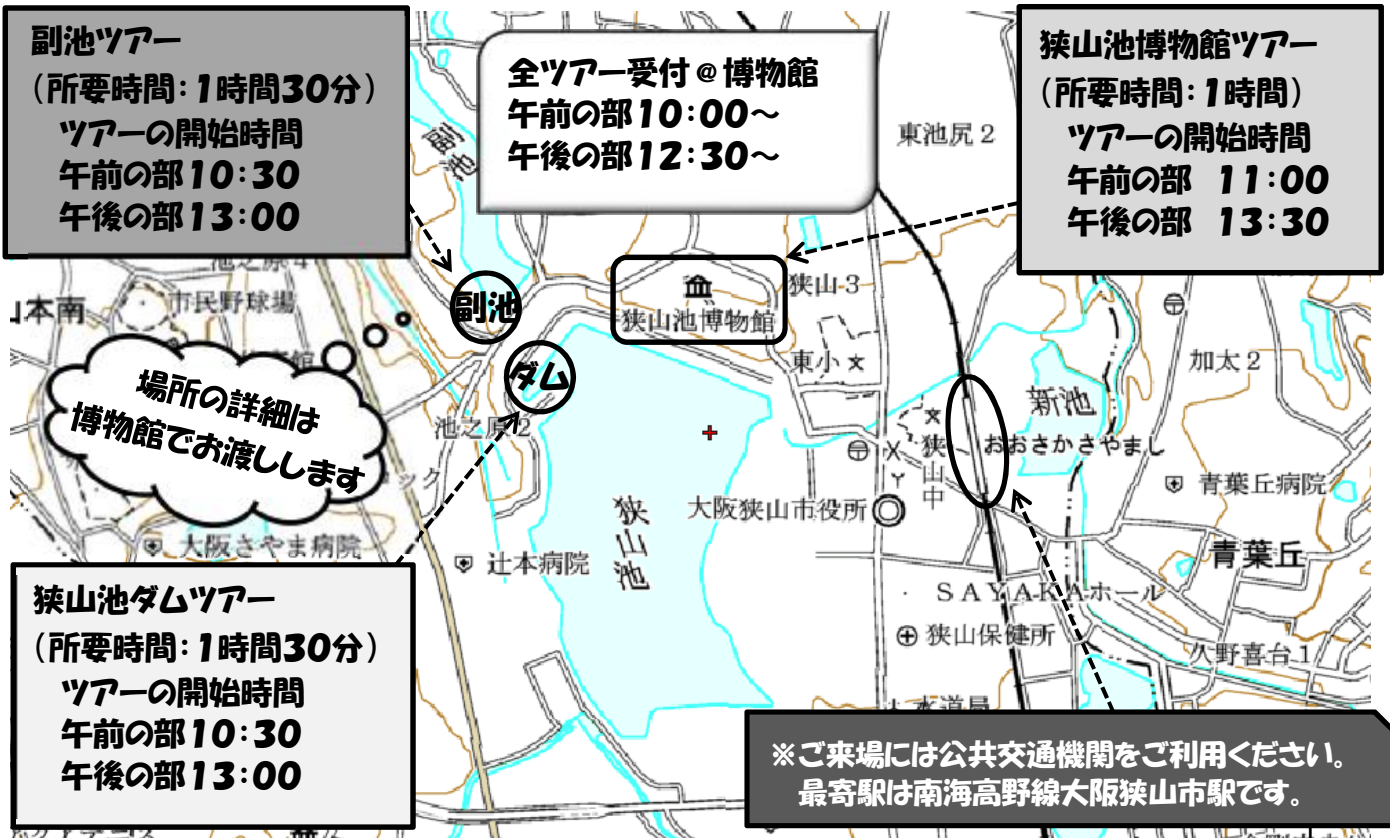 副池ツアー
(所要時間:1時間30分)
ツアーの開始時間
午前の部10:30
午後の部13:00
全ツアー受付@博物館
午前の部10:00~
午後の部12:30~
狭山池博物館ツアー
(所要時間:1時間)
ツアーの開始時間
午前の部 11:00
午後の部 13:30
副池
東池尻2
市民野球場
山本南
副池
狭山池博物館
狭山3
ダム
東小
加太2
新池
おおさかさやまし
場所の詳細は
博物館でお渡しします
池之原2
狭山中
大阪狭山市役所
青葉丘病院
青葉丘
大阪さやま病院
辻本病院
狭山池
SAYAKAホール
狭山保健所
狭山池ダムツアー
(所要時間:1時間30分)
ツアーの開始時間
午前の部10:30
午後の部13:00
※ご来場には公共交通機関をご利用ください。
最寄駅は南海高野線大阪狭山市駅です。